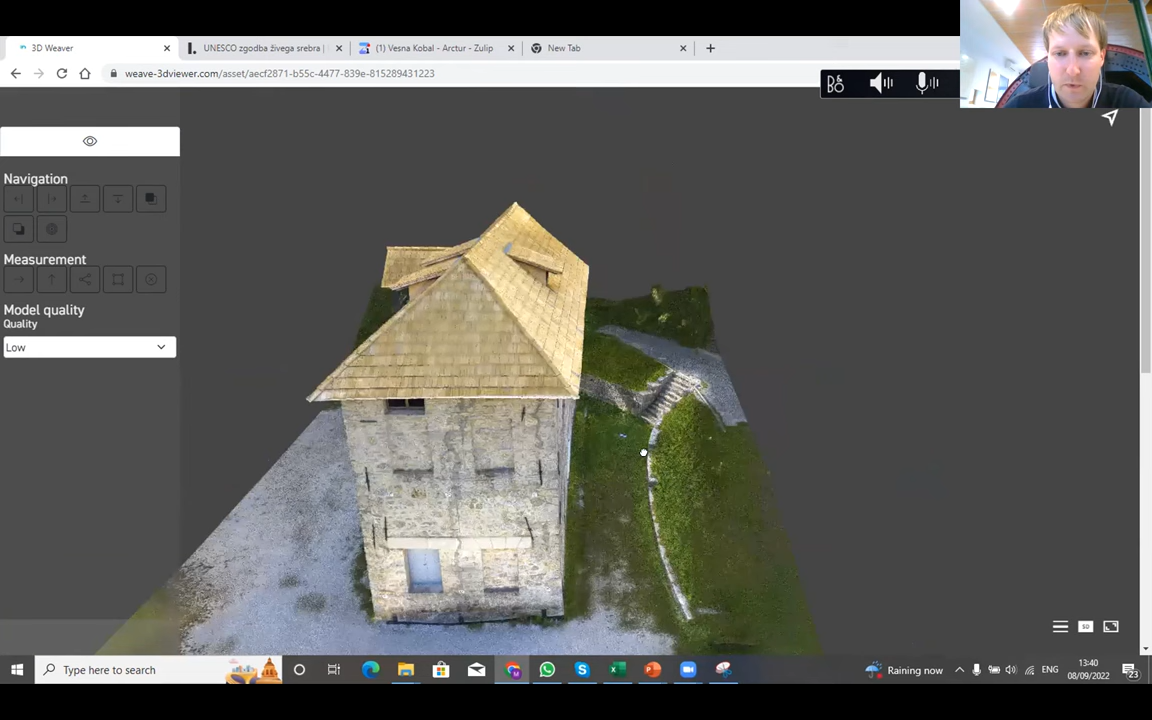 3D Weaver
UNESCO zgodba živega srebra |
(1) Vesna Kobal - Arctur - Zulip
New Tab
weave-3dviewer.com/asset/aecf2871-b55c-4477-839e-815289431223
Navigation
Measurement
Model quality
Quality
Low
SD
Type here to search
Raining now
ENG
13:40
08/09/2022
23